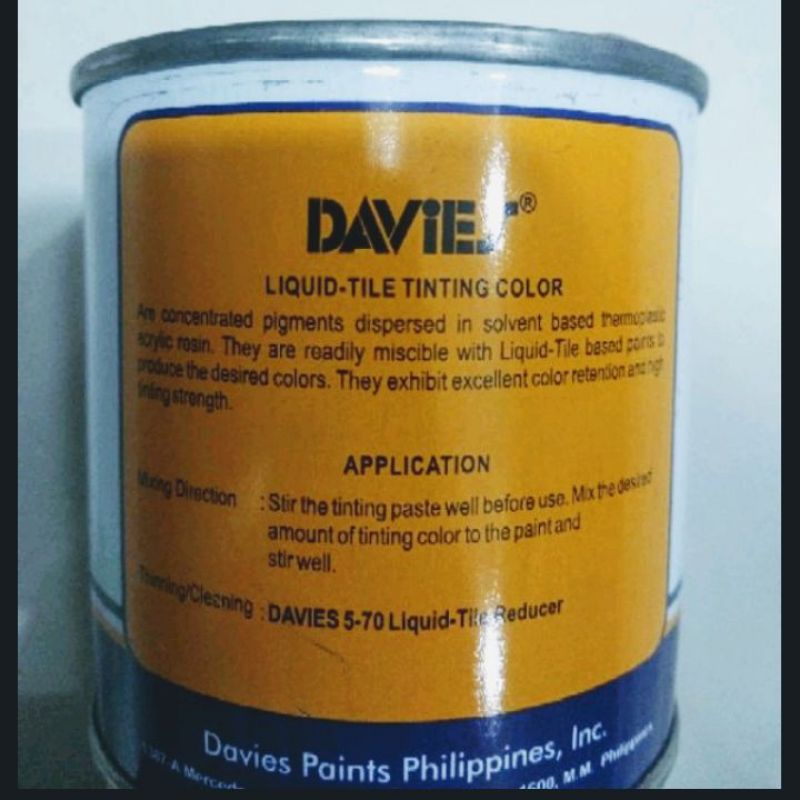 DAVIES®
LIQUID-TILE TINTING COLOR
Are concentrated pigments dispersed in solvent based thermoplastic
acrylic resin. They are readily miscible with Liquid-Tile based paints to
produce the desired colors. They exhibit excellent color retention and high
tinting strength.
APPLICATION
Mixing Direction : Stir the tinting paste well before use. Mix the desired
amount of tinting color to the paint and
stir well.
Thinning/Cleaning : DAVIES 5-70 Liquid-Tile Reducer
Davies Paints Philippines, Inc.
M.M. Philippines